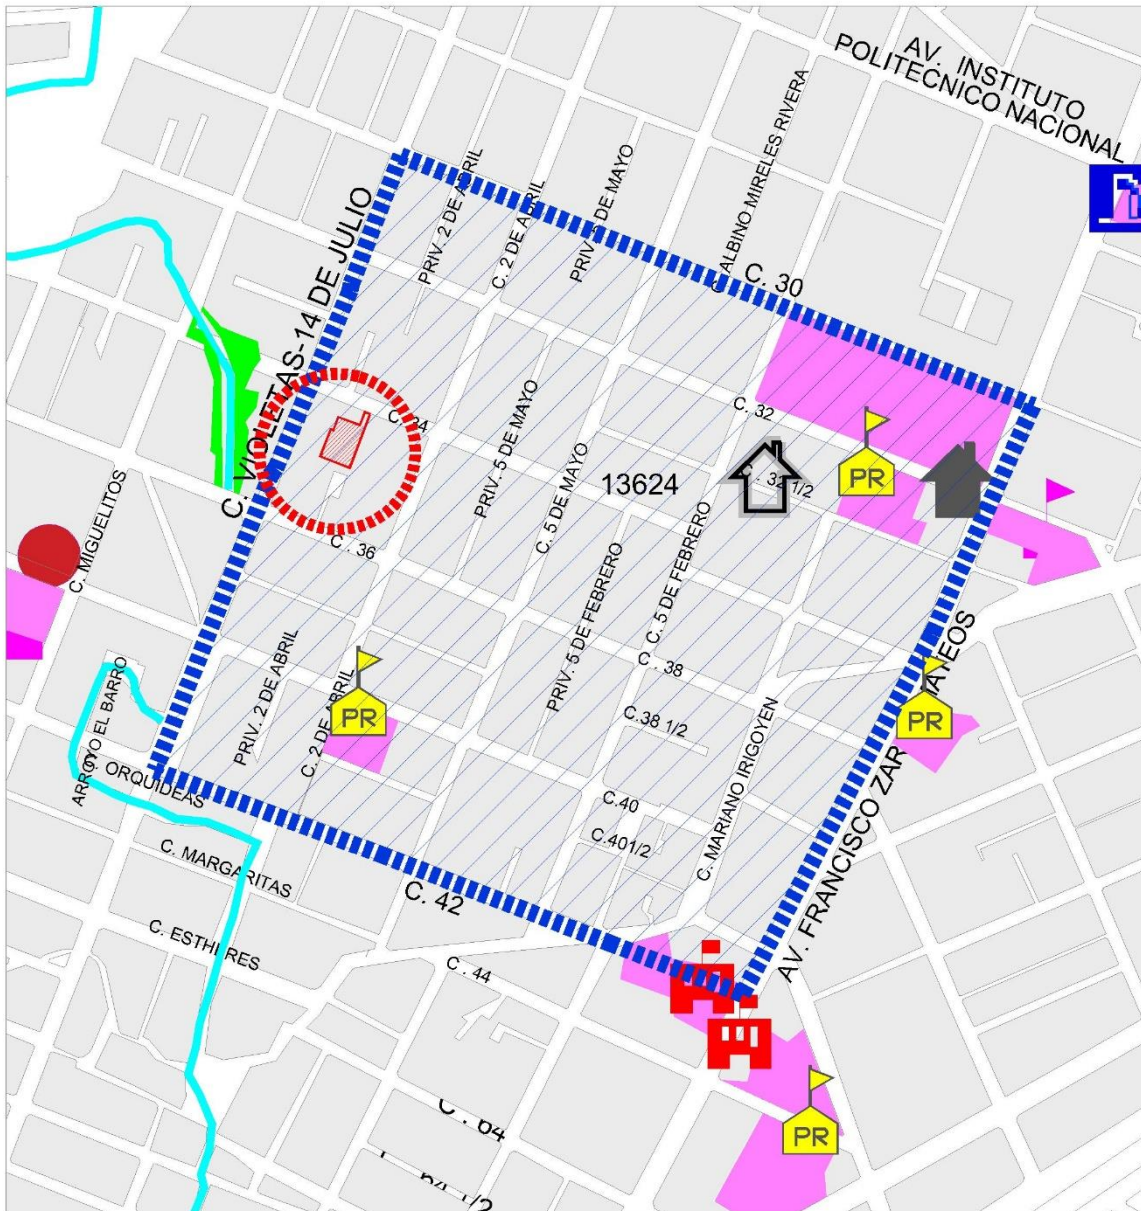 AV. INSTITUTO
POLITECNICO NACIONAL
C. ALBINO MIRELES RIVERA
PRIV. 2 DE ABRIL
C. 2 DE ABRIL
PRIV. 5 DE MAYO
C. VIOLETAS-14 DE JULIO
C. 30
C. 34
C. 32
C. 32 1/2
PR
13624
PRIV. 5 DE MAYO
C. 5 DE MAYO
C. 36
C. MIGUELITOS
PRIV. 5 DE FEBRERO
C. 5 DE FEBRERO
C. 38
C.38 1/2
C. MARIANO IRIGOYEN
PRIV. 2 DE ABRIL
C. 2 DE ABRIL
PR
PR
AV. FRANCISCO ZAR MATEOS
ARROYO EL BARRO
C. ORQUIDEAS
C. MARGARITAS
C. ESTHERES
C.40
C.401/2
C. 42
C . 44
C . 64
64 1/2
PR